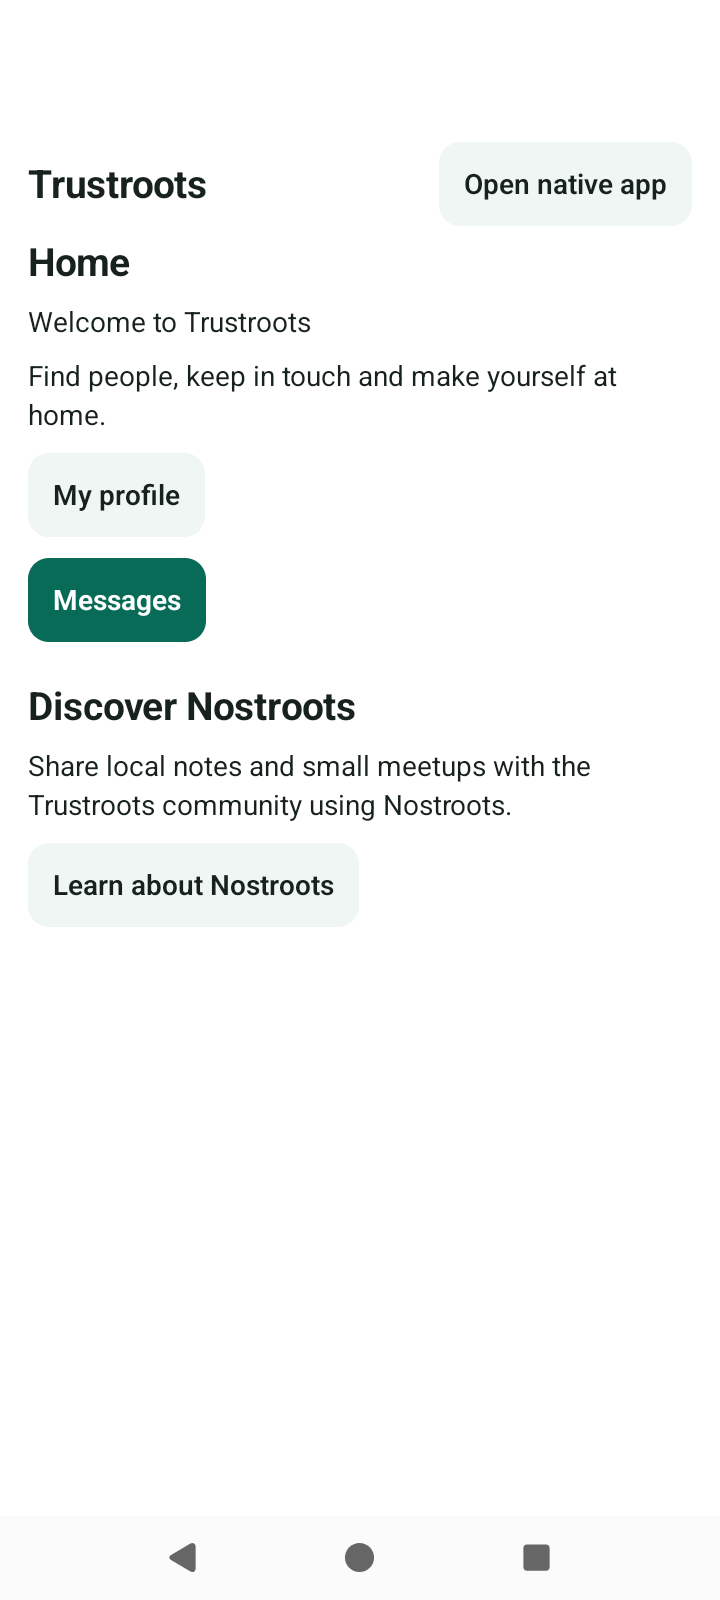 Trustroots
Open native app
Home
Welcome to Trustroots
Find people, keep in touch and make yourself at
home.
My profile
Messages
Discover Nostroots
Share local notes and small meetups with the
Trustroots community using Nostroots.
Learn about Nostroots